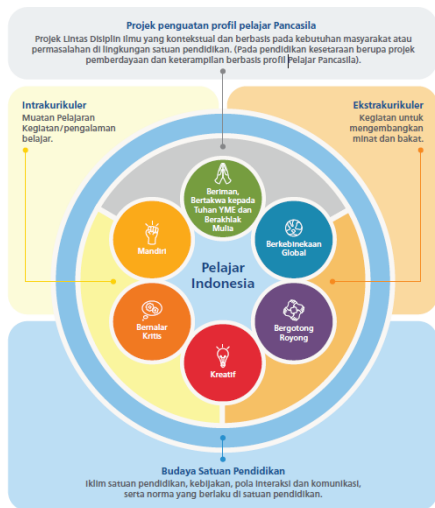 Projek penguatan profil pelajar Pancasila
Projek Lintas Disiplin Ilmu yang kontekstual dan berbasis pada kebutuhan masyarakat atau
permasalahan di lingkungan satuan pendidikan. (Pada pendidikan kesetaraan berupa projek
pemberdayaan dan keterampilan berbasis profil Pelajar Pancasila).
Intrakurikuler
Muatan Pelajaran
Kegiatan/pengalaman
belajar.
Ekstrakurikuler
Kegiatan untuk
mengembangkan
minat dan bakat.
Beriman,
Bertakwa kepada
Tuhan YME dan
Berakhlak
Mulia
Mandiri
Berkebinekaan
Global
Pelajar
Indonesia
Bernalar
Kritis
Bergotong
Royong
Kreatif
Budaya Satuan Pendidikan
Iklim satuan pendidikan, kebijakan, pola interaksi dan komunikasi,
serta norma yang berlaku di satuan pendidikan.